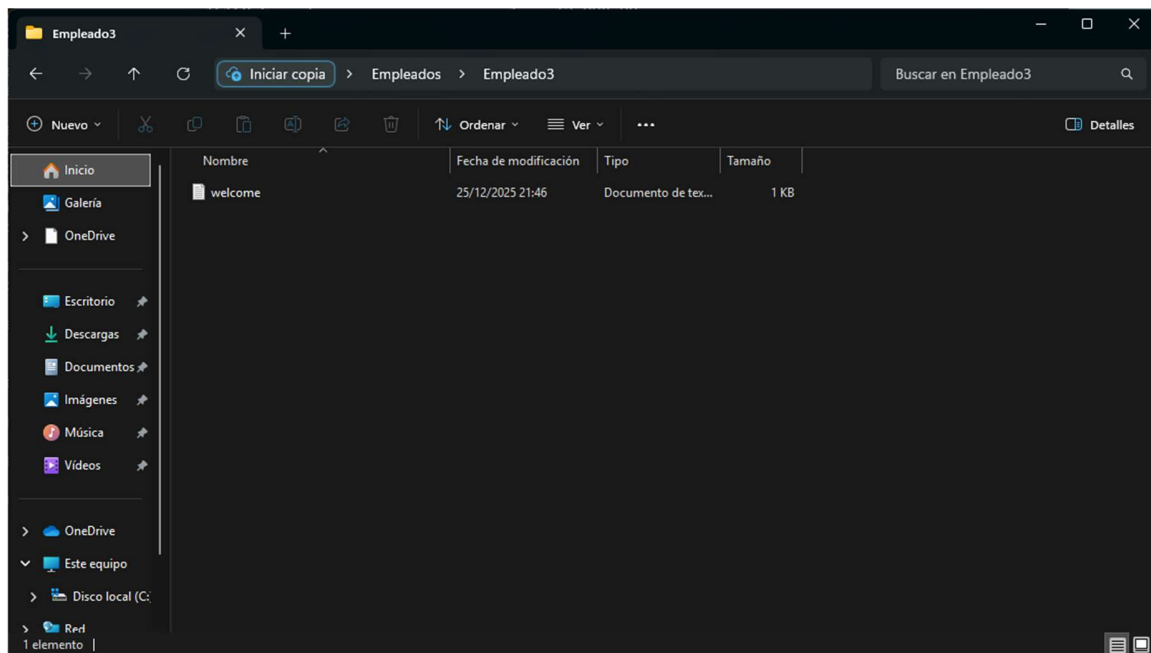 Empleado3
Iniciar copia > Empleados > Empleado3
Buscar en Empleado3
Nuevo
Ordenar
Ver
Detalles
Inicio
Galería
OneDrive
Escritorio
Descargas
Documentos
Imágenes
Música
Vídeos
OneDrive
Este equipo
Disco local (C:
Red
Nombre Fecha de modificación Tipo Tamaño
welcome 25/12/2025 21:46 Documento de tex... 1 KB
1 elemento